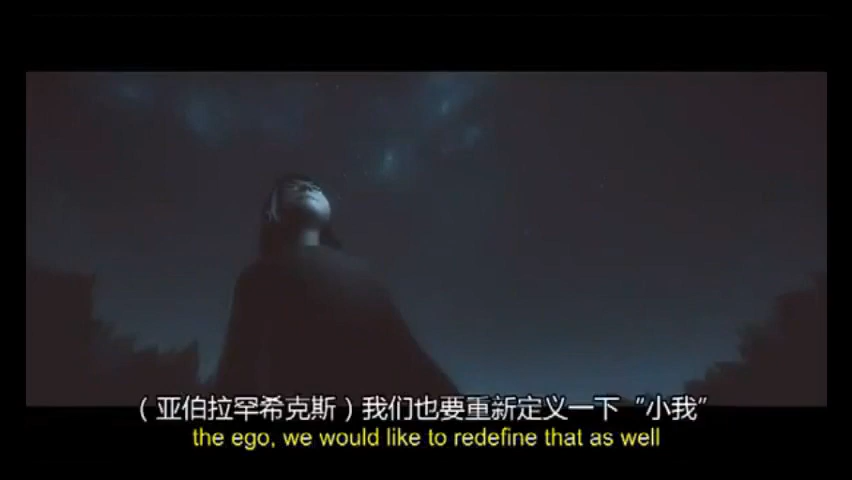 （亚伯拉罕希克斯）我们也要重新定义一下“小我”
the ego, we would like to redefine that as well